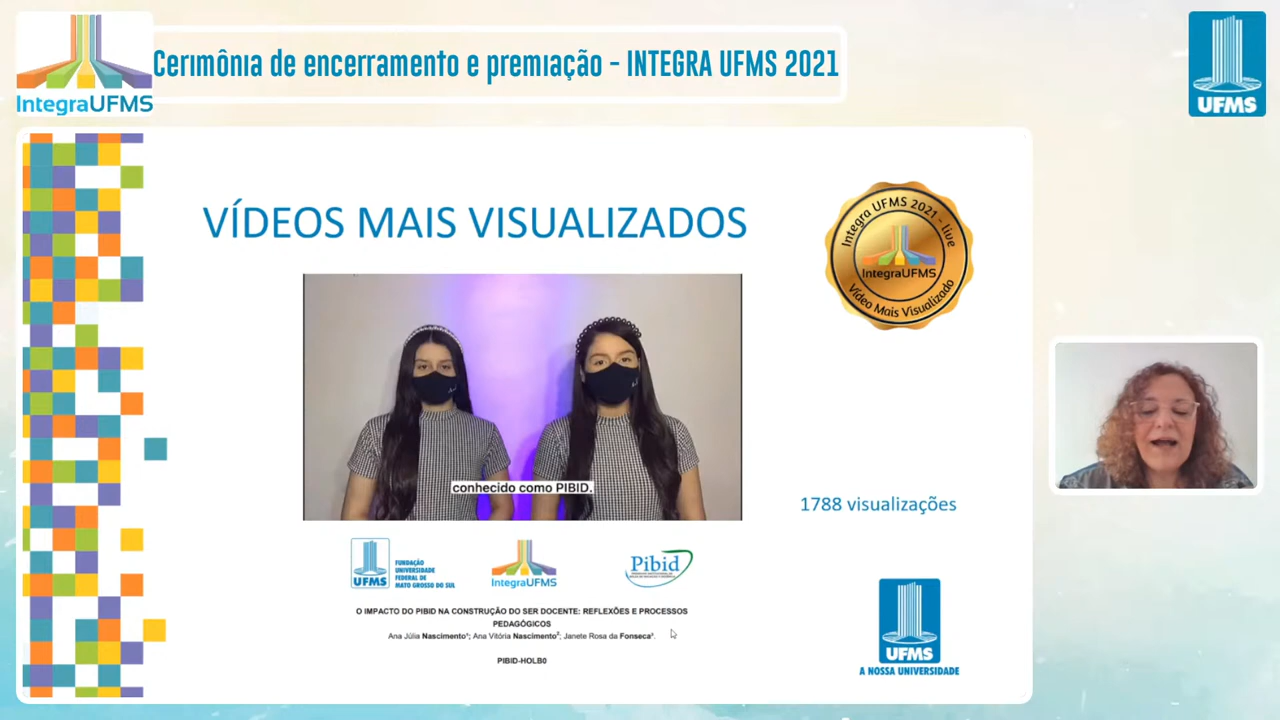 IntegraUFMS
Cerimônia de encerramento e premiação - INTEGRA UFMS 2021
UFMS
VÍDEOS MAIS VISUALIZADOS
Integra UFMS 2021 - Live
IntegraUFMS
Vídeo Mais Visualizado
conhecido como PIBID.
1788 visualizações
UFMS
FUNDAÇÃO
UNIVERSIDADE
FEDERAL DE
MATO GROSSO DO SUL
IntegraUFMS
Pibid
O IMPACTO DO PIBID NA CONSTRUÇÃO DO SER DOCENTE: REFLEXÕES E PROCESSOS
PEDAGÓGICOS
Ana Júlia Nascimento¹; Ana Vitória Nascimento²; Janete Rosa da Fonseca³.
PIBID-HOLB0
UFMS
A NOSSA UNIVERSIDADE